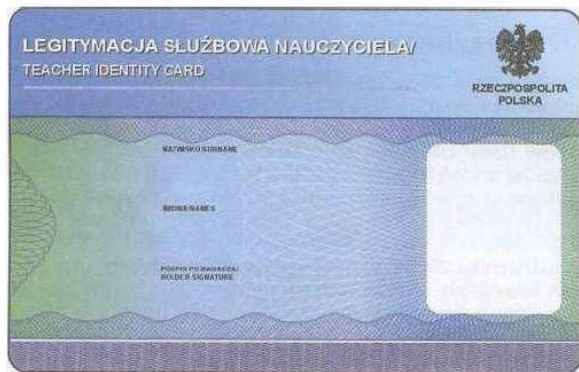 LEGITYMACJA SŁUŻBOWA NAUCZYCIELA/
TEACHER IDENTITY CARD
RZECZPOSPOLITA
POLSKA
NAZWISKO/SURNAME
IMIONA/NAMES
PODPIS POSIADACZA/
HOLDER SIGNATURE